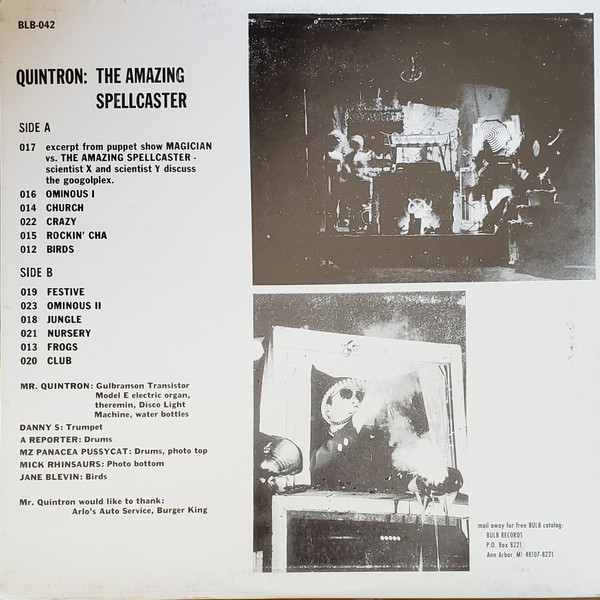 BLB-042
QUINTRON: THE AMAZING
SPELLCASTER
SIDE A
017 excerpt from puppet show MAGICIAN
vs. THE AMAZING SPELLCASTER -
scientist X and scientist Y discuss
the googolplex.
016 OMINOUS I
014 CHURCH
022 CRAZY
015 ROCKIN' CHA
012 BIRDS
SIDE B
019 FESTIVE
023 OMINOUS II
018 JUNGLE
021 NURSERY
013 FROGS
020 CLUB
MR. QUINTRON: Gulbranson Transistor
Model E electric organ,
theremin, Disco Light
Machine, water bottles
DANNY S: Trumpet
A REPORTER: Drums
MZ PANACEA PUSSYCAT: Drums, photo top
MICK RHINSAURS: Photo bottom
JANE BLEVIN: Birds
Mr. Quintron would like to thank:
Arlo's Auto Service, Burger King
mail away for free BULB catalog:
BULB RECORDS
P.O. Box 8221
Ann Arbor, MI 48107-8221